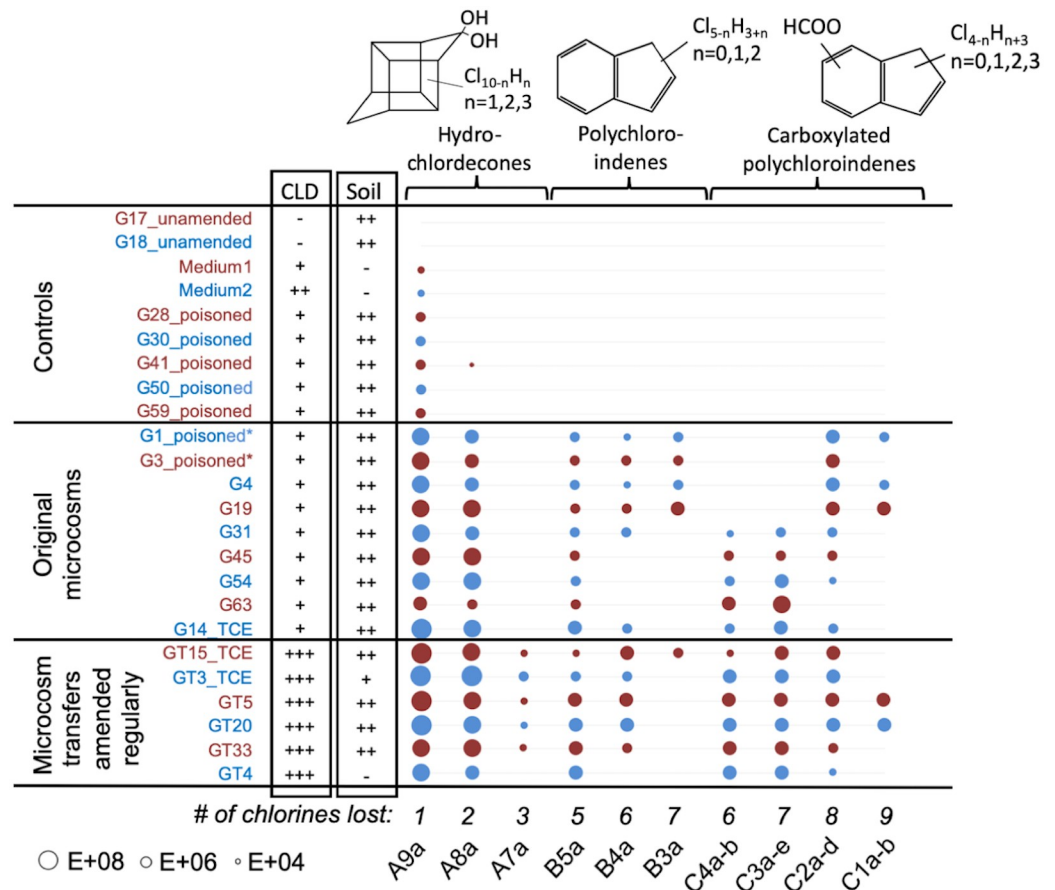 OH
OH
Cl10-nHn
n=1,2,3
Cl5-nH3+n
n=0,1,2
HCOO
Cl4-nHn+3
n=0,1,2,3
Hydro-
chlordecones
Polychloro-
indenes
Carboxylated
polychloroindenes
CLD Soil
Controls
G17_unamended - ++
G18_unamended - ++
Medium1 + -
Medium2 ++ -
G28_poisoned + ++
G30_poisoned + ++
G41_poisoned + ++
G50_poisoned + ++
G59_poisoned + ++
Original
microcosms
G1_poisoned* + ++
G3_poisoned* + ++
G4 + ++
G19 + ++
G31 + ++
G45 + ++
G54 + ++
G63 + ++
G14_TCE + ++
Microcosm
transfers
amended
regularly
GT15_TCE +++ ++
GT3_TCE +++ +
GT5 +++ ++
GT20 +++ ++
GT33 +++ ++
GT4 +++ -
# of chlorines lost: 1 2 3 5 6 7 6 7 8 9
E+08 E+06 E+04
A9a A8a A7a B5a B4a B3a C4a-b C3a-e C2a-d C1a-b